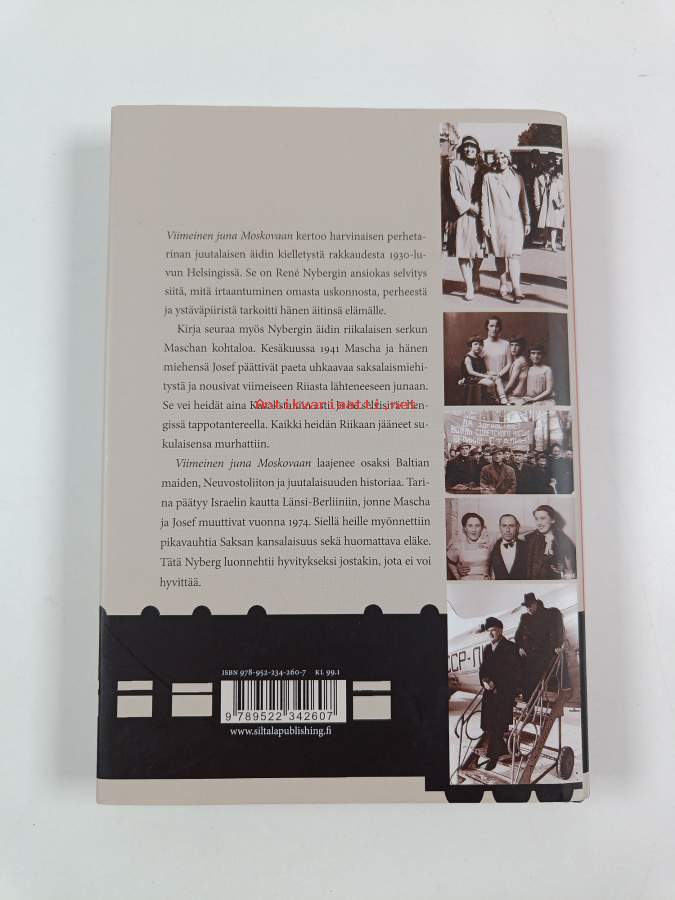 Viimeinen juna Moskovaan kertoo harvinaisen perheta-
rinan juutalaisen äidin kielletystä rakkaudesta 1930-lu-
vun Helsingissä. Se on René Nybergin ansiokas selvitys
siitä, mitä irtaantuminen omasta uskonnosta, perheestä
ja ystäväpiiristä tarkoitti hänen äitinsä elämälle.
Kirja seuraa myös Nybergin äidin riikalaisen serkun
Maschan kohtaloa. Kesäkuussa 1941 Mascha ja hänen
miehensä Josef päättivät paeta uhkaavaa saksalaismiehi-
tystä ja nousivat viimeiseen Riiasta lähteneeseen junaan.
Se vei heidät aina
Antikvariaatti.net
gissä tappotantereella. Kaikki heidän Riikaan jääneet su-
kulaisensa murhattiin.
Viimeinen juna Moskovaan laajenee osaksi Baltian
maiden, Neuvostoliiton ja juutalaisuuden historiaa. Tari-
na päätyy Israelin kautta Länsi-Berliiniin, jonne Mascha
ja Josef muuttivat vuonna 1974. Siellä heille myönnettiin
pikavauhtia Saksan kansalaisuus sekä huomattava eläke.
Tätä Nyberg luonnehtii hyvitykseksi jostakin, jota ei voi
hyvittää.
ДА ЗДРАВСТВУЕТ
СССР-Л
ISBN 978-952-234-260-7 KL 99.1
9 789522 342607
www.siltalapublishing.fi